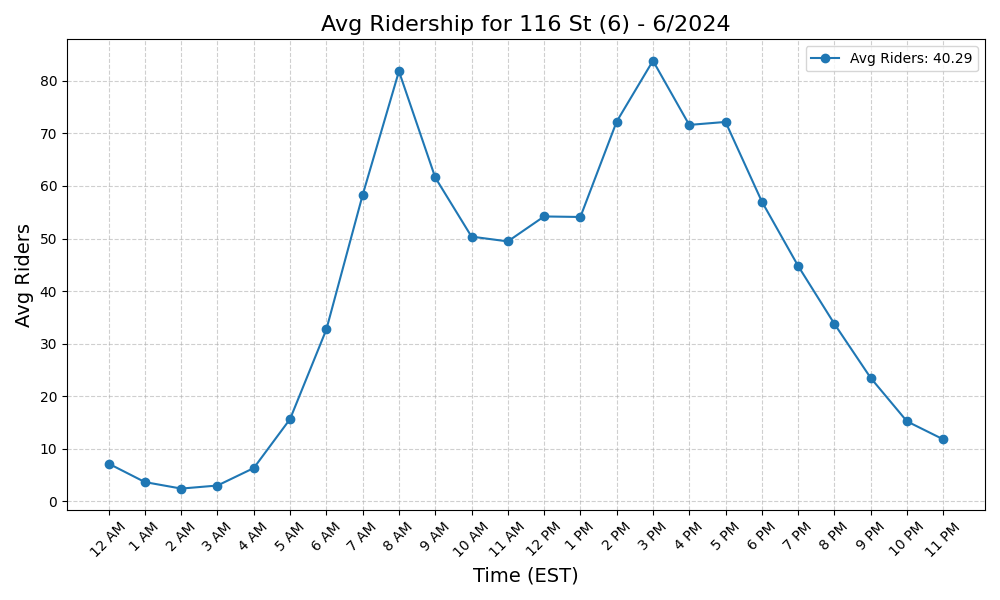 Avg Ridership for 116 St (6) - 6/2024
Avg Riders: 40.29
Avg Riders
80
70
60
50
40
30
20
10
0
12 AM
1 AM
2 AM
3 AM
4 AM
5 AM
6 AM
7 AM
8 AM
9 AM
10 AM
11 AM
12 PM
1 PM
2 PM
3 PM
4 PM
5 PM
6 PM
7 PM
8 PM
9 PM
10 PM
11 PM
Time (EST)